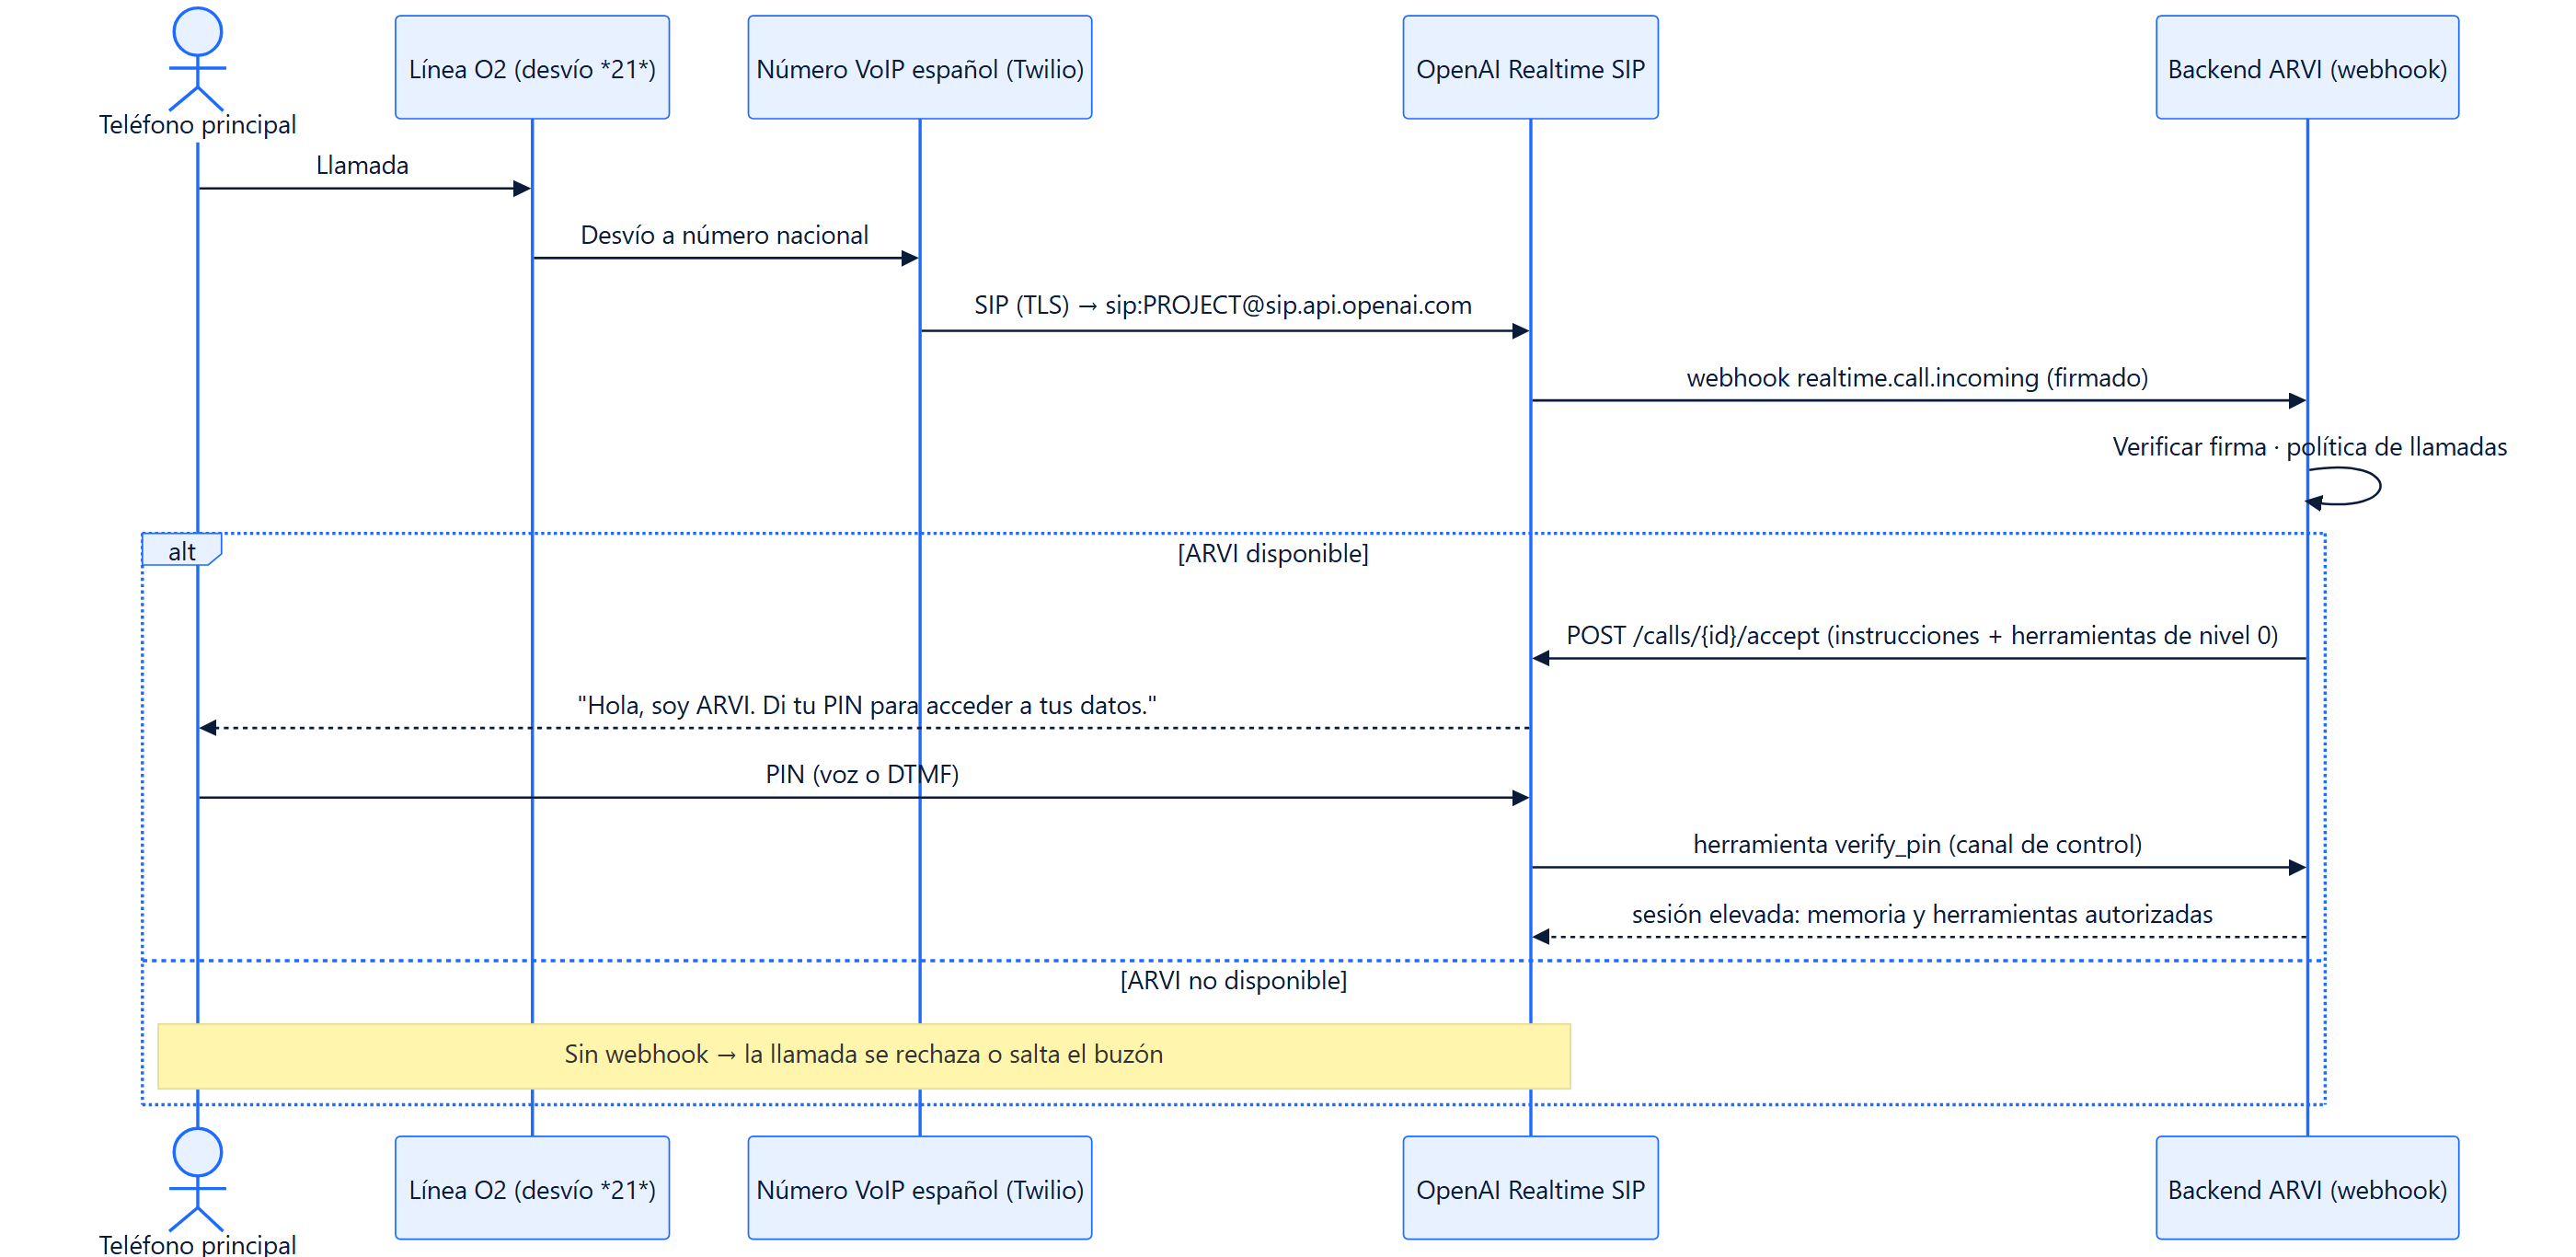 Teléfono principal
Línea O2 (desvío *21*)
Número VoIP español (Twilio)
OpenAI Realtime SIP
Backend ARVI (webhook)
Llamada
Desvío a número nacional
SIP (TLS) → sip:PROJECT@sip.api.openai.com
webhook realtime.call.incoming (firmado)
Verificar firma · política de llamadas
alt
[ARVI disponible]
POST /calls/{id}/accept (instrucciones + herramientas de nivel 0)
"Hola, soy ARVI. Di tu PIN para acceder a tus datos."
PIN (voz o DTMF)
herramienta verify_pin (canal de control)
sesión elevada: memoria y herramientas autorizadas
[ARVI no disponible]
Sin webhook → la llamada se rechaza o salta el buzón
Línea O2 (desvío *21*)
Número VoIP español (Twilio)
OpenAI Realtime SIP
Backend ARVI (webhook)
Teléfono principal